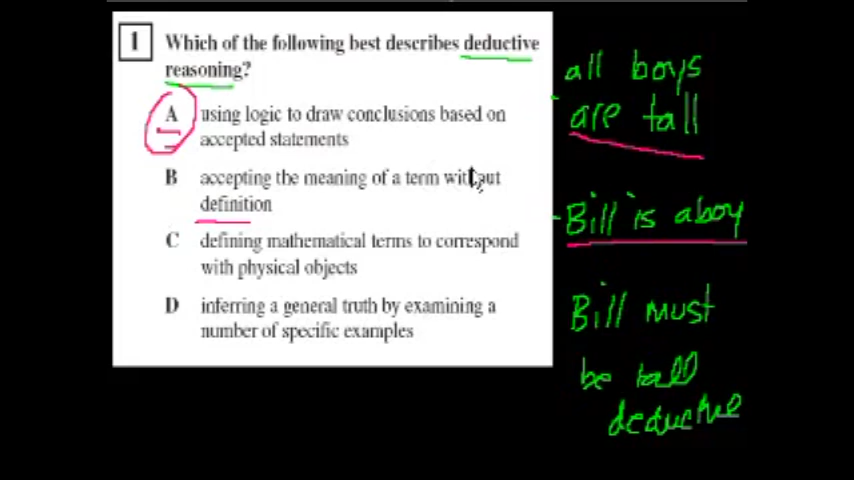 1 Which of the following best describes deductive
reasoning?
A using logic to draw conclusions based on
accepted statements
B accepting the meaning of a term without
definition
C defining mathematical terms to correspond
with physical objects
D inferring a general truth by examining a
number of specific examples
all boys
are tall
Bill is a boy
Bill must
be tall
deductive